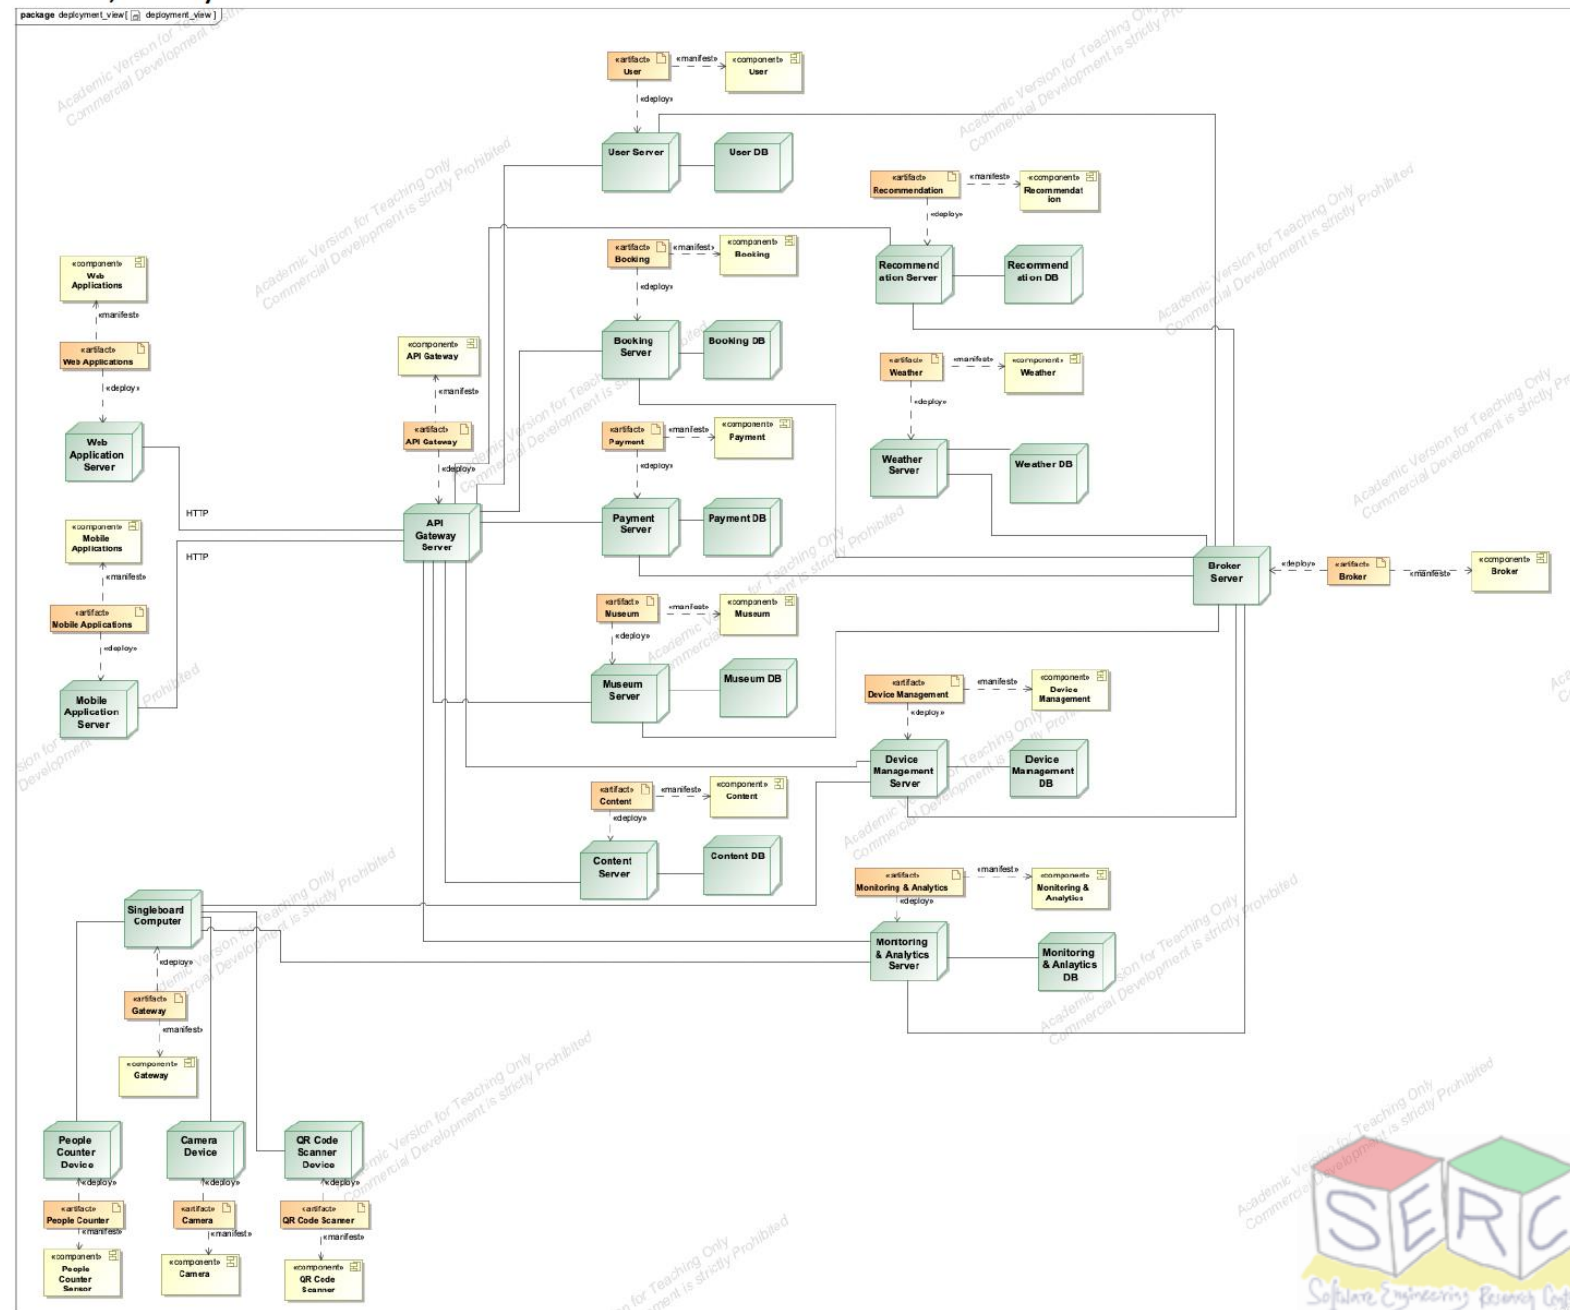 package deployment_view[ deployment_view ]
«artifact»
User
«manifest»
«component»
User
«deploy»
User Server
User DB
«artifact»
Recommendation
«manifest»
«component»
Recommendat
ion
«deploy»
Recommend
ation Server
Recommend
ation DB
«artifact»
Booking
«manifest»
«component»
Booking
«deploy»
Booking
Server
Booking DB
«component»
Web
Applications
«manifest»
«artifact»
Web Applications
«deploy»
Web
Application
Server
HTTP
«component»
API Gateway
«manifest»
«artifact»
API Gateway
«deploy»
API
Gateway
Server
«artifact»
Weather
«manifest»
«component»
Weather
«deploy»
Weather
Server
Weather DB
«artifact»
Payment
«manifest»
«component»
Payment
«deploy»
Payment
Server
Payment DB
«component»
Mobile
Applications
«manifest»
«artifact»
Mobile Applications
«deploy»
Mobile
Application
Server
HTTP
Broker
Server
«deploy»
«artifact»
Broker
«manifest»
«component»
Broker
«artifact»
Museum
«manifest»
«component»
Museum
«deploy»
Museum
Server
Museum DB
«artifact»
Device Management
«manifest»
«component»
Device
Management
«deploy»
Device
Management
Server
Device
Management
DB
«artifact»
Content
«manifest»
«component»
Content
«deploy»
Content
Server
Content DB
«artifact»
Monitoring & Analytics
«manifest»
«component»
Monitoring &
Analytics
«deploy»
Monitoring
& Analytics
Server
Monitoring
& Anlaytics
DB
Singleboard
Computer
«deploy»
«artifact»
Gateway
«manifest»
«component»
Gateway
People
Counter
Device
«deploy»
«artifact»
People Counter
«manifest»
«component»
People
Counter
Sensor
Camera
Device
«deploy»
«artifact»
Camera
«manifest»
«component»
Camera
QR Code
Scanner
Device
«deploy»
«artifact»
QR Code Scanner
«manifest»
«component»
QR Code
Scanner
Academic Version for Teaching Only
Commercial Development is strictly Prohibited
SERC
Software Engineering Research